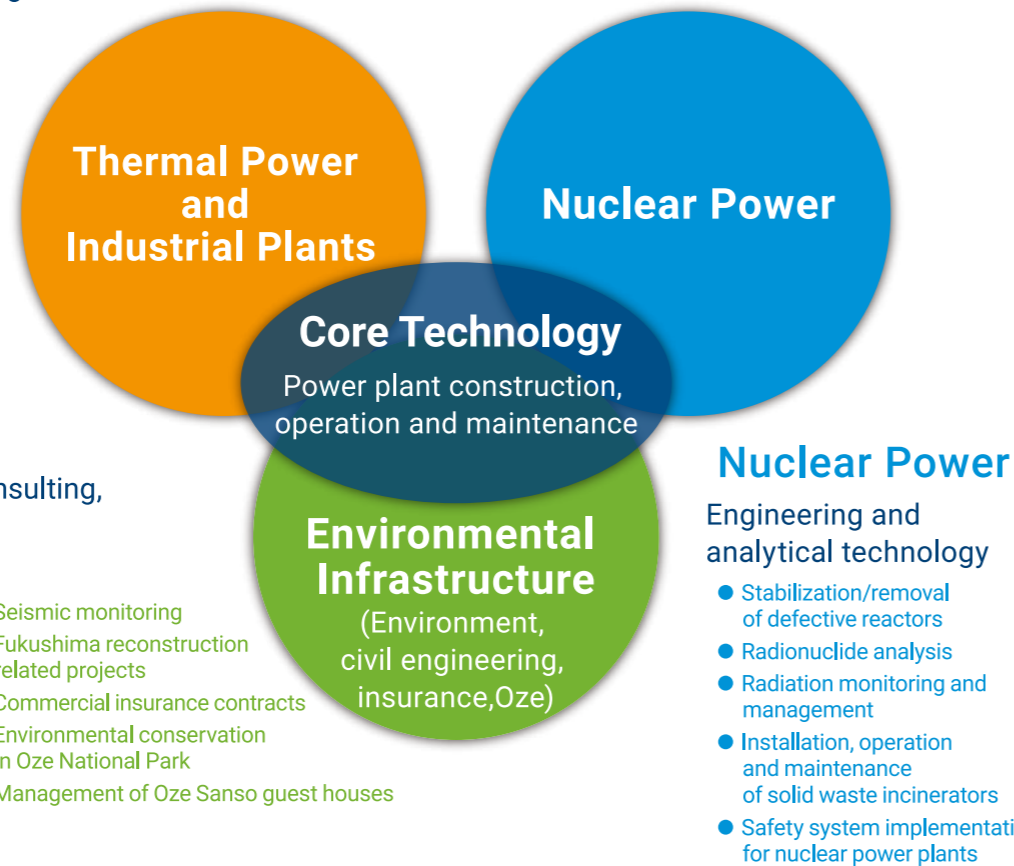 Thermal Power
and
Industrial Plants
Nuclear Power
Core Technology
Power plant construction,
operation and maintenance
Environmental
Infrastructure
(Environment,
civil engineering,
insurance,Oze)
Seismic monitoring
Fukushima reconstruction
related projects
Commercial insurance contracts
Environmental conservation
in Oze National Park
Management of Oze Sanso guest houses
Nuclear Power
Engineering and
analytical technology
● Stabilization/removal
of defective reactors
● Radionuclide analysis
● Radiation monitoring and
management
● Installation, operation
and maintenance
of solid waste incinerators
● Safety system
for nuclear power plants